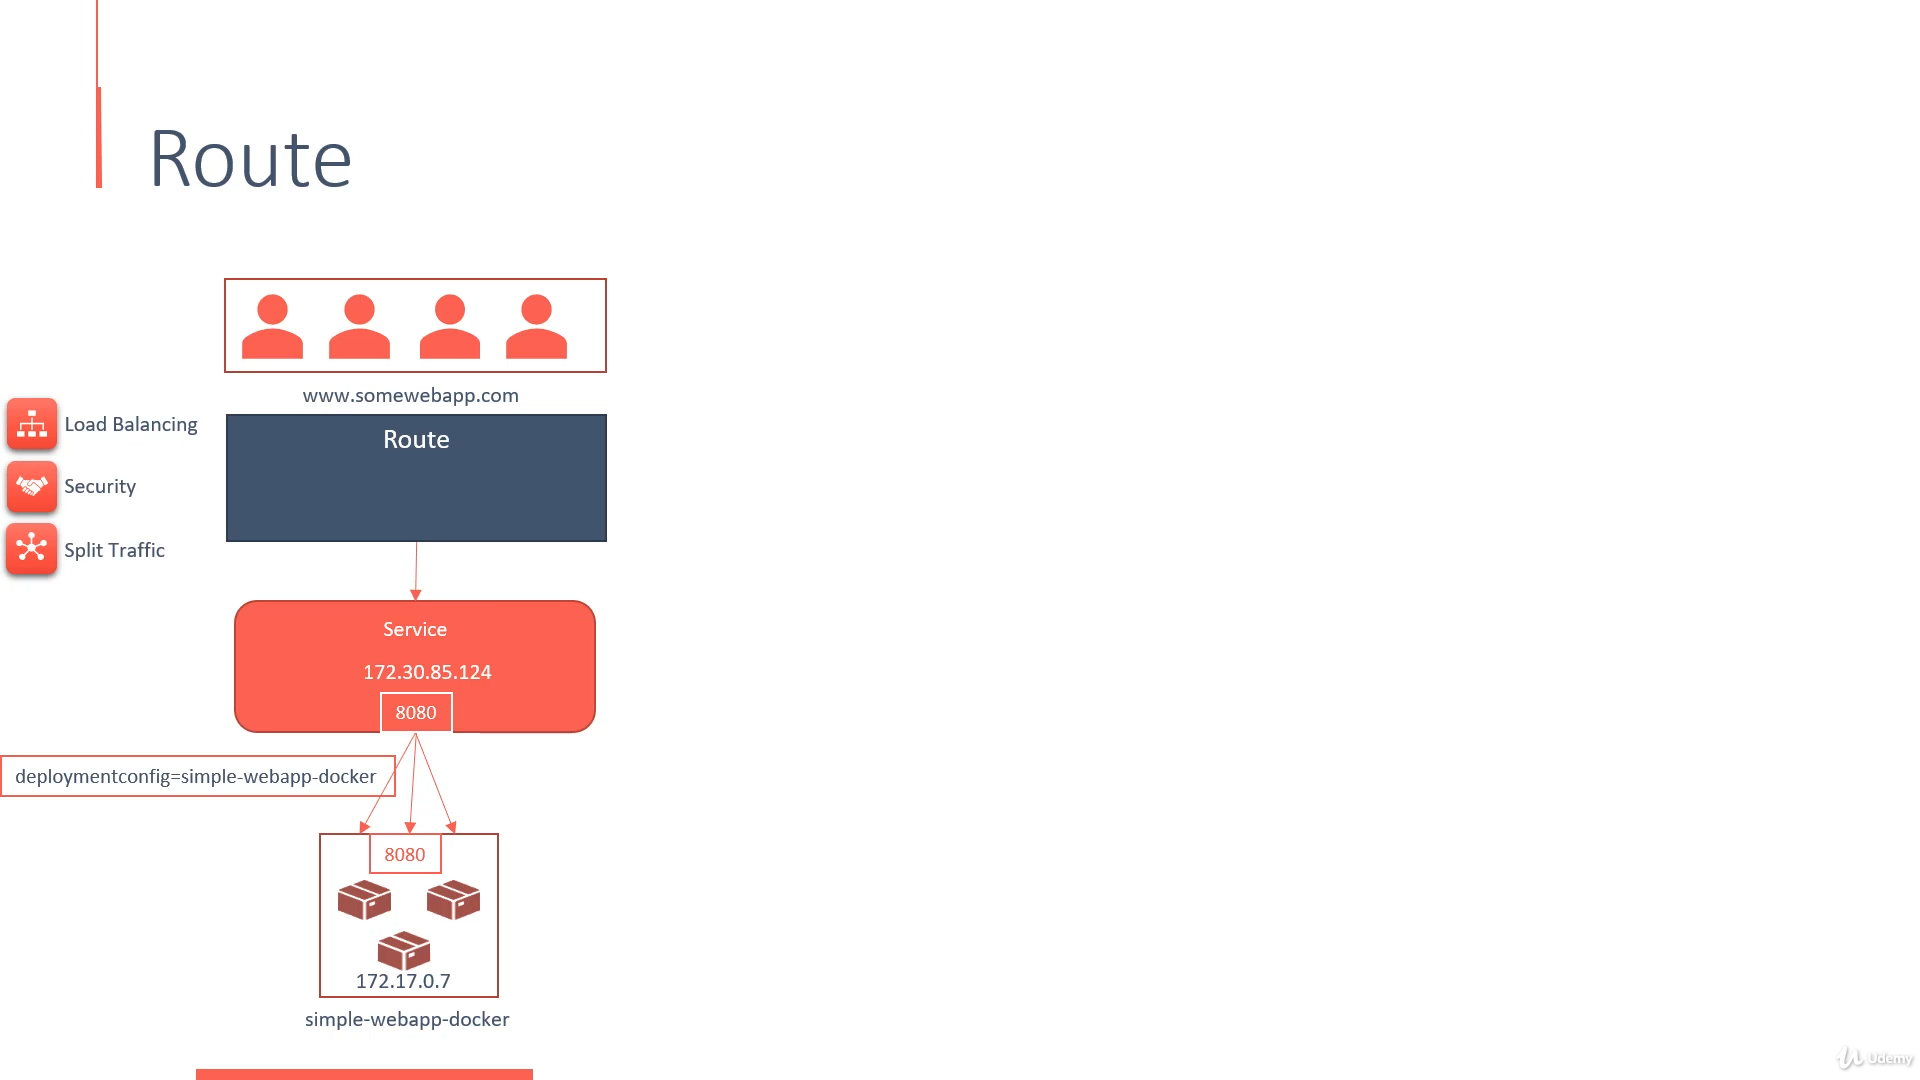 Route
www.somewebapp.com
Load Balancing
Security
Split Traffic
Route
Service
172.30.85.124
8080
deploymentconfig=simple-webapp-docker
8080
172.17.0.7
simple-webapp-docker
Udemy